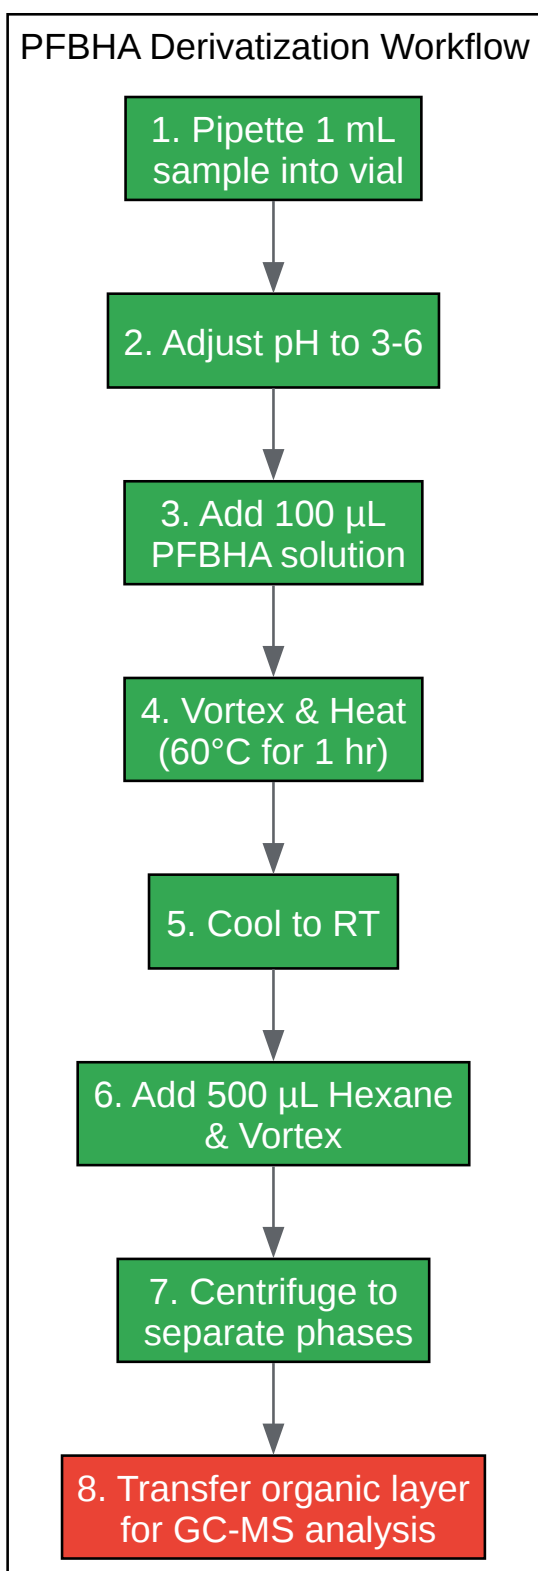 PFBHA Derivatization Workflow
1. Pipette 1 mL
sample into vial
2. Adjust pH to 3-6
3. Add 100 µL
PFBHA solution
4. Vortex & Heat
(60°C for 1 hr)
5. Cool to RT
6. Add 500 µL Hexane
& Vortex
7. Centrifuge to
separate phases
8. Transfer organic layer
for GC-MS analysis